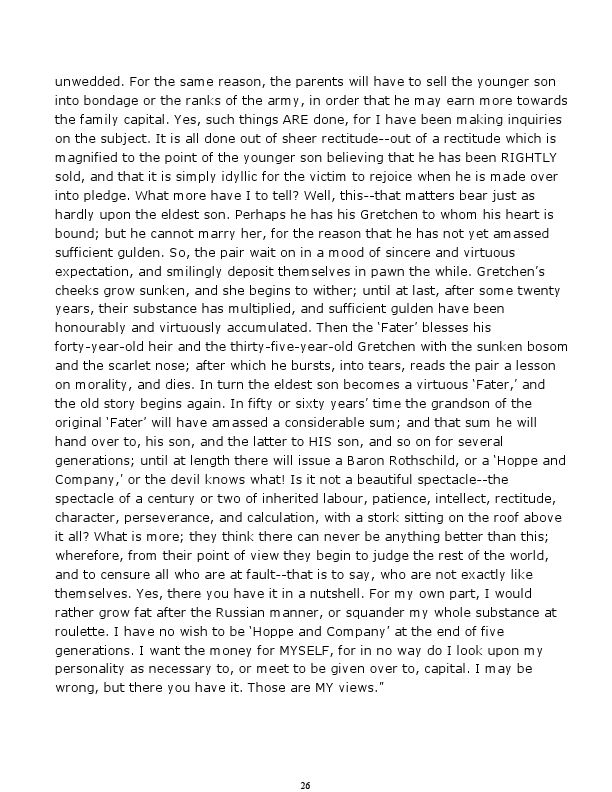 unwedded. For the same reason, the parents will have to sell the younger son
into bondage or the ranks of the army, in order that he may earn more towards
the family capital. Yes, such things ARE done, for I have been making inquiries
on the subject. It is all done out of sheer rectitude--out of a rectitude which is
magnified to the point of the younger son believing that he has been RIGHTLY
sold, and that it is simply idyllic for the victim to rejoice when he is made over
into pledge. What more have I to tell? Well, this--that matters bear just as
hardly upon the eldest son. Perhaps he has his Gretchen to whom his heart is
bound; but he cannot marry her, for the reason that he has not yet amassed
sufficient gulden. So, the pair wait on in a mood of sincere and virtuous
expectation, and smilingly deposit themselves in pawn the while. Gretchen’s
cheeks grow sunken, and she begins to wither; until at last, after some twenty
years, their substance has multiplied, and sufficient gulden have been
honourably and virtuously accumulated. Then the ‘Fater’ blesses his
forty-year-old heir and the thirty-five-year-old Gretchen with the sunken bosom
and the scarlet nose; after which he bursts, into tears, reads the pair a lesson
on morality, and dies. In turn the eldest son becomes a virtuous ‘Fater,’ and
the old story begins again. In fifty or sixty years’ time the grandson of the
original ‘Fater’ will have amassed a considerable sum; and that sum he will
hand over to, his son, and the latter to HIS son, and so on for several
generations; until at length there will issue a Baron Rothschild, or a ‘Hoppe and
Company,’ or the devil knows what! Is it not a beautiful spectacle--the
spectacle of a century or two of inherited labour, patience, intellect, rectitude,
character, perseverance, and calculation, with a stork sitting on the roof above
it all? What is more; they think there can never be anything better than this;
wherefore, from their point of view they begin to judge the rest of the world,
and to censure all who are at fault--that is to say, who are not exactly like
themselves. Yes, there you have it in a nutshell. For my own part, I would
rather grow fat after the Russian manner, or squander my whole substance at
roulette. I have no wish to be ‘Hoppe and Company’ at the end of five
generations. I want the money for MYSELF, for in no way do I look upon my
personality as necessary to, or meet to be given over to, capital. I may be
wrong, but there you have it. Those are MY views.”
26